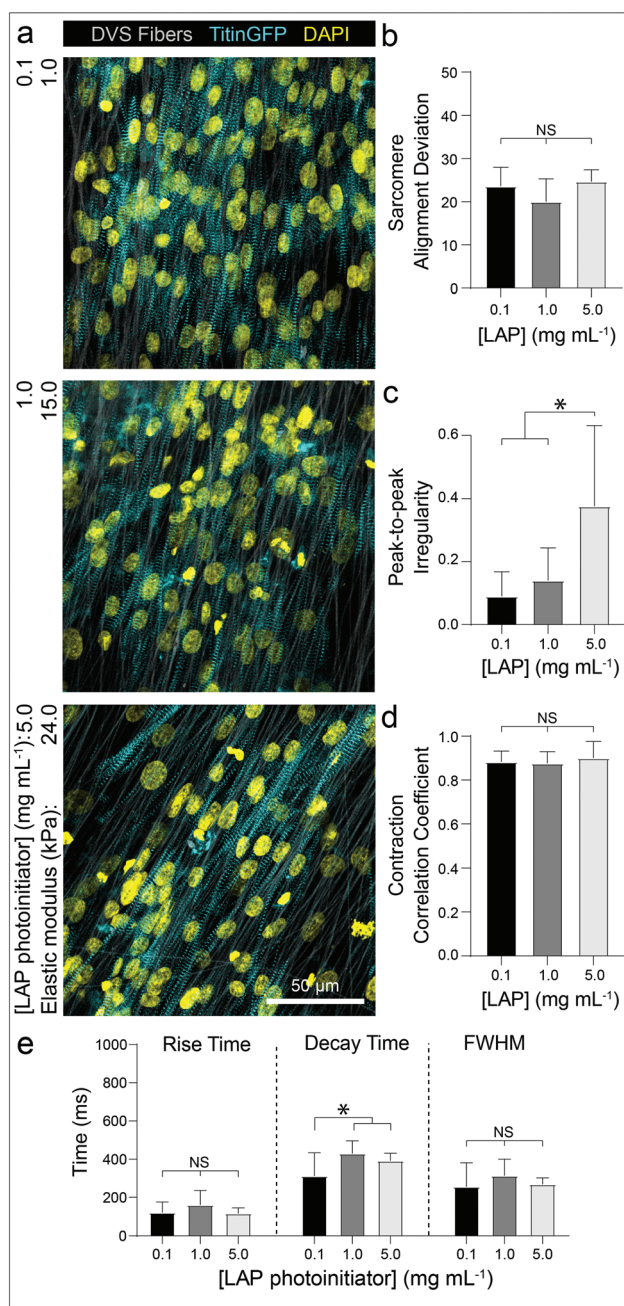 a
DVS Fibers TitinGFP DAPI
0.1
1.0
1.0
15.0
[LAP photoinitiator] (mg mL-1): 5.0
Elastic modulus (kPa): 24.0
50 µm
b
Sarcomere
Alignment Deviation
50
40
30
20
10
0
NS
0.1 1.0 5.0
[LAP] (mg mL-1)
c
Peak-to-peak
Irregularity
0.6
0.4
0.2
0.0
*
0.1 1.0 5.0
[LAP] (mg mL-1)
d
Contraction
Correlation Coefficient
1.0
0.8
0.6
0.4
0.2
0.0
NS
0.1 1.0 5.0
[LAP] (mg mL-1)
e
Rise Time Decay Time FWHM
Time (ms)
1000
800
600
400
200
0
NS * NS
0.1 1.0 5.0 0.1 1.0 5.0 0.1 1.0 5.0
[LAP photoinitiator] (mg mL-1)